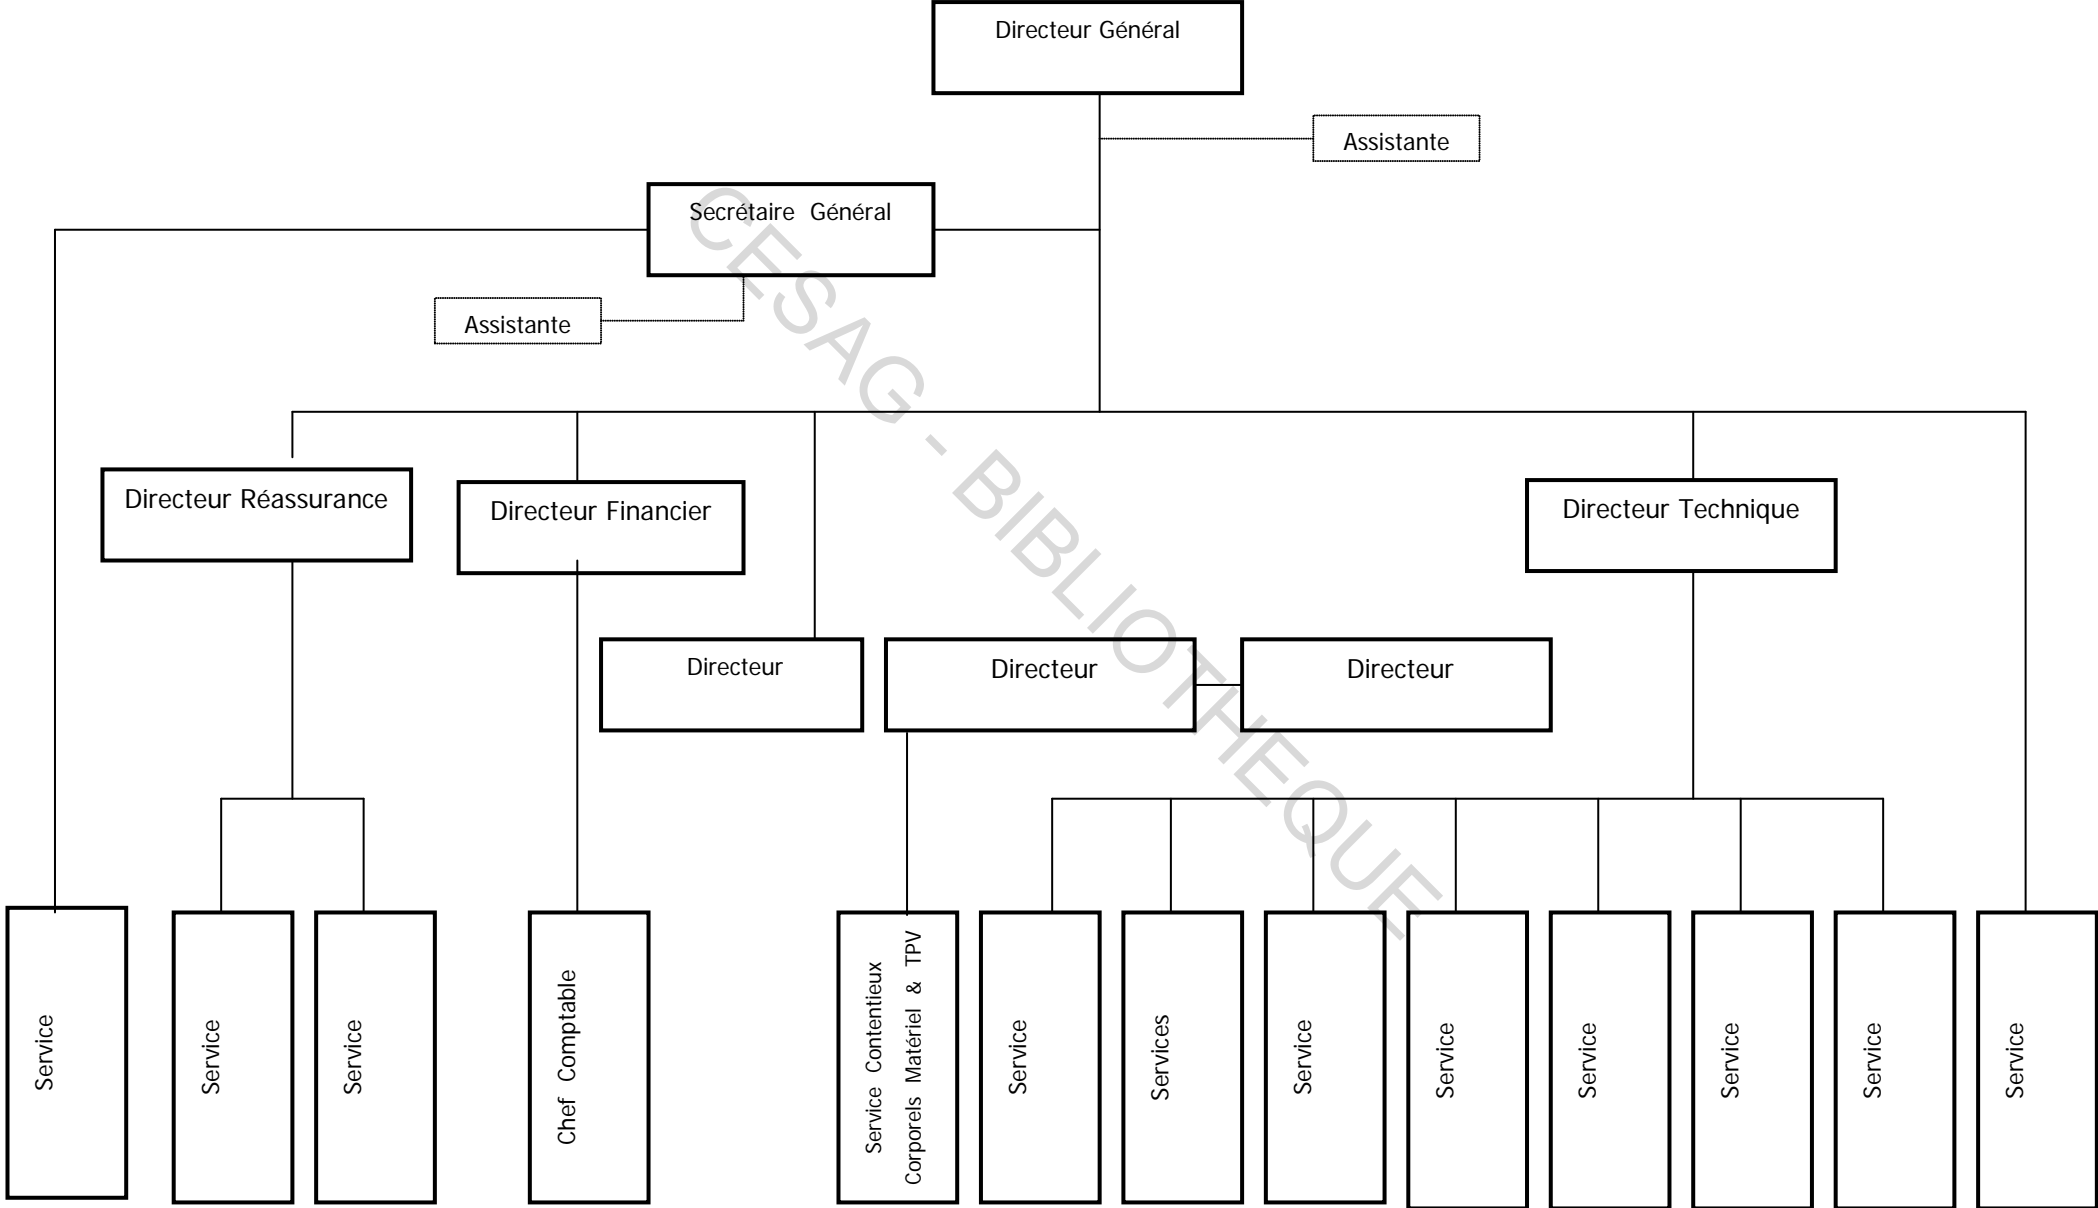 Directeur Général
Assistante
Secrétaire Général
Assistante
Directeur Réassurance
Directeur Financier
Directeur Technique
Directeur
Directeur
Directeur
Service
Service
Service
Chef Comptable
Service Contentieux
Corporels Matériel & TPV
Service
Services
Service
Service
Service
Service
Service
Service
CESAG - BIBLIOTHEQUE